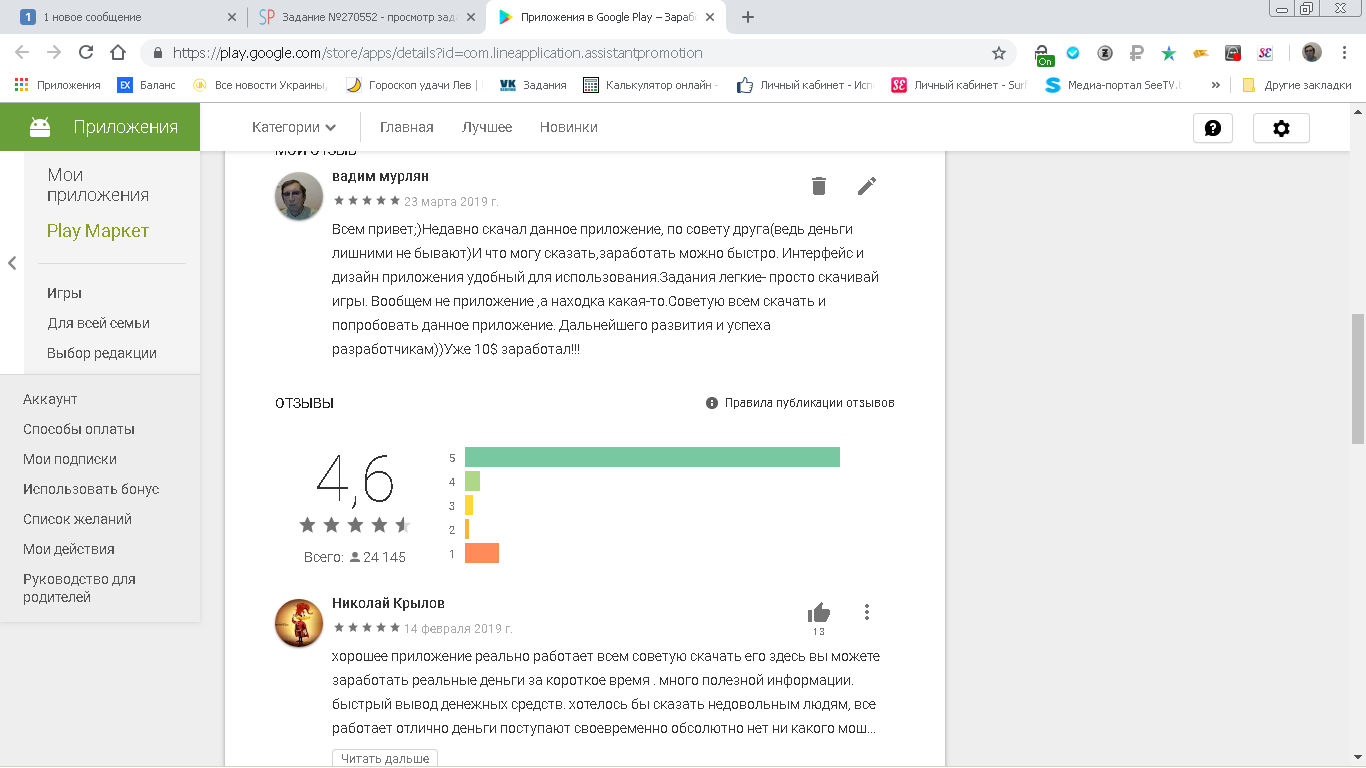 1 новое сообщение
Задание №270552 - просмотр зад
Приложения в Google Play – Зараб
https://play.google.com/store/apps/details?id=com.lineapplication.assistantpromotion
On
Приложения
EX Баланс
Все новости Украины,
Гороскоп удачи Лев |
Задания
Калькулятор онлайн -
Личный кабинет - Исп
Личный кабинет - Surf
Медиа-портал SeeTV.t
»
Другие закладки
Приложения
Категории
Главная
Лучшее
Новинки
Мои приложения
Play Маркет
Игры
Для всей семьи
Выбор редакции
Аккаунт
Способы оплаты
Мои подписки
Использовать бонус
Список желаний
Мои действия
Руководство для
родителей
МОЙ ОТЗЫВ
вадим мурлян
23 марта 2019 г.
Всем привет;)Недавно скачал данное приложение, по совету друга(ведь деньги
лишними не бывают)И что могу сказать,заработать можно быстро. Интерфейс и
дизайн приложения удобный для использования.Задания легкие- просто скачивай
игры. Вообщем не приложение ,а находка какая-то.Советую всем скачать и
попробовать данное приложение. Дальнейшего развития и успеха
разработчикам))Уже 10$ заработал!!!
ОТЗЫВЫ
Правила публикации отзывов
4,6
Всего: 24 145
5
4
3
2
1
Николай Крылов
14 февраля 2019 г.
13
хорошее приложение реально работает всем советую скачать его здесь вы можете
заработать реальные деньги за короткое время . много полезной информации.
быстрый вывод денежных средств. хотелось бы сказать недовольным людям, все
работает отлично деньги поступают своевременно обсолютно нет ни какого мош...
Читать дальше